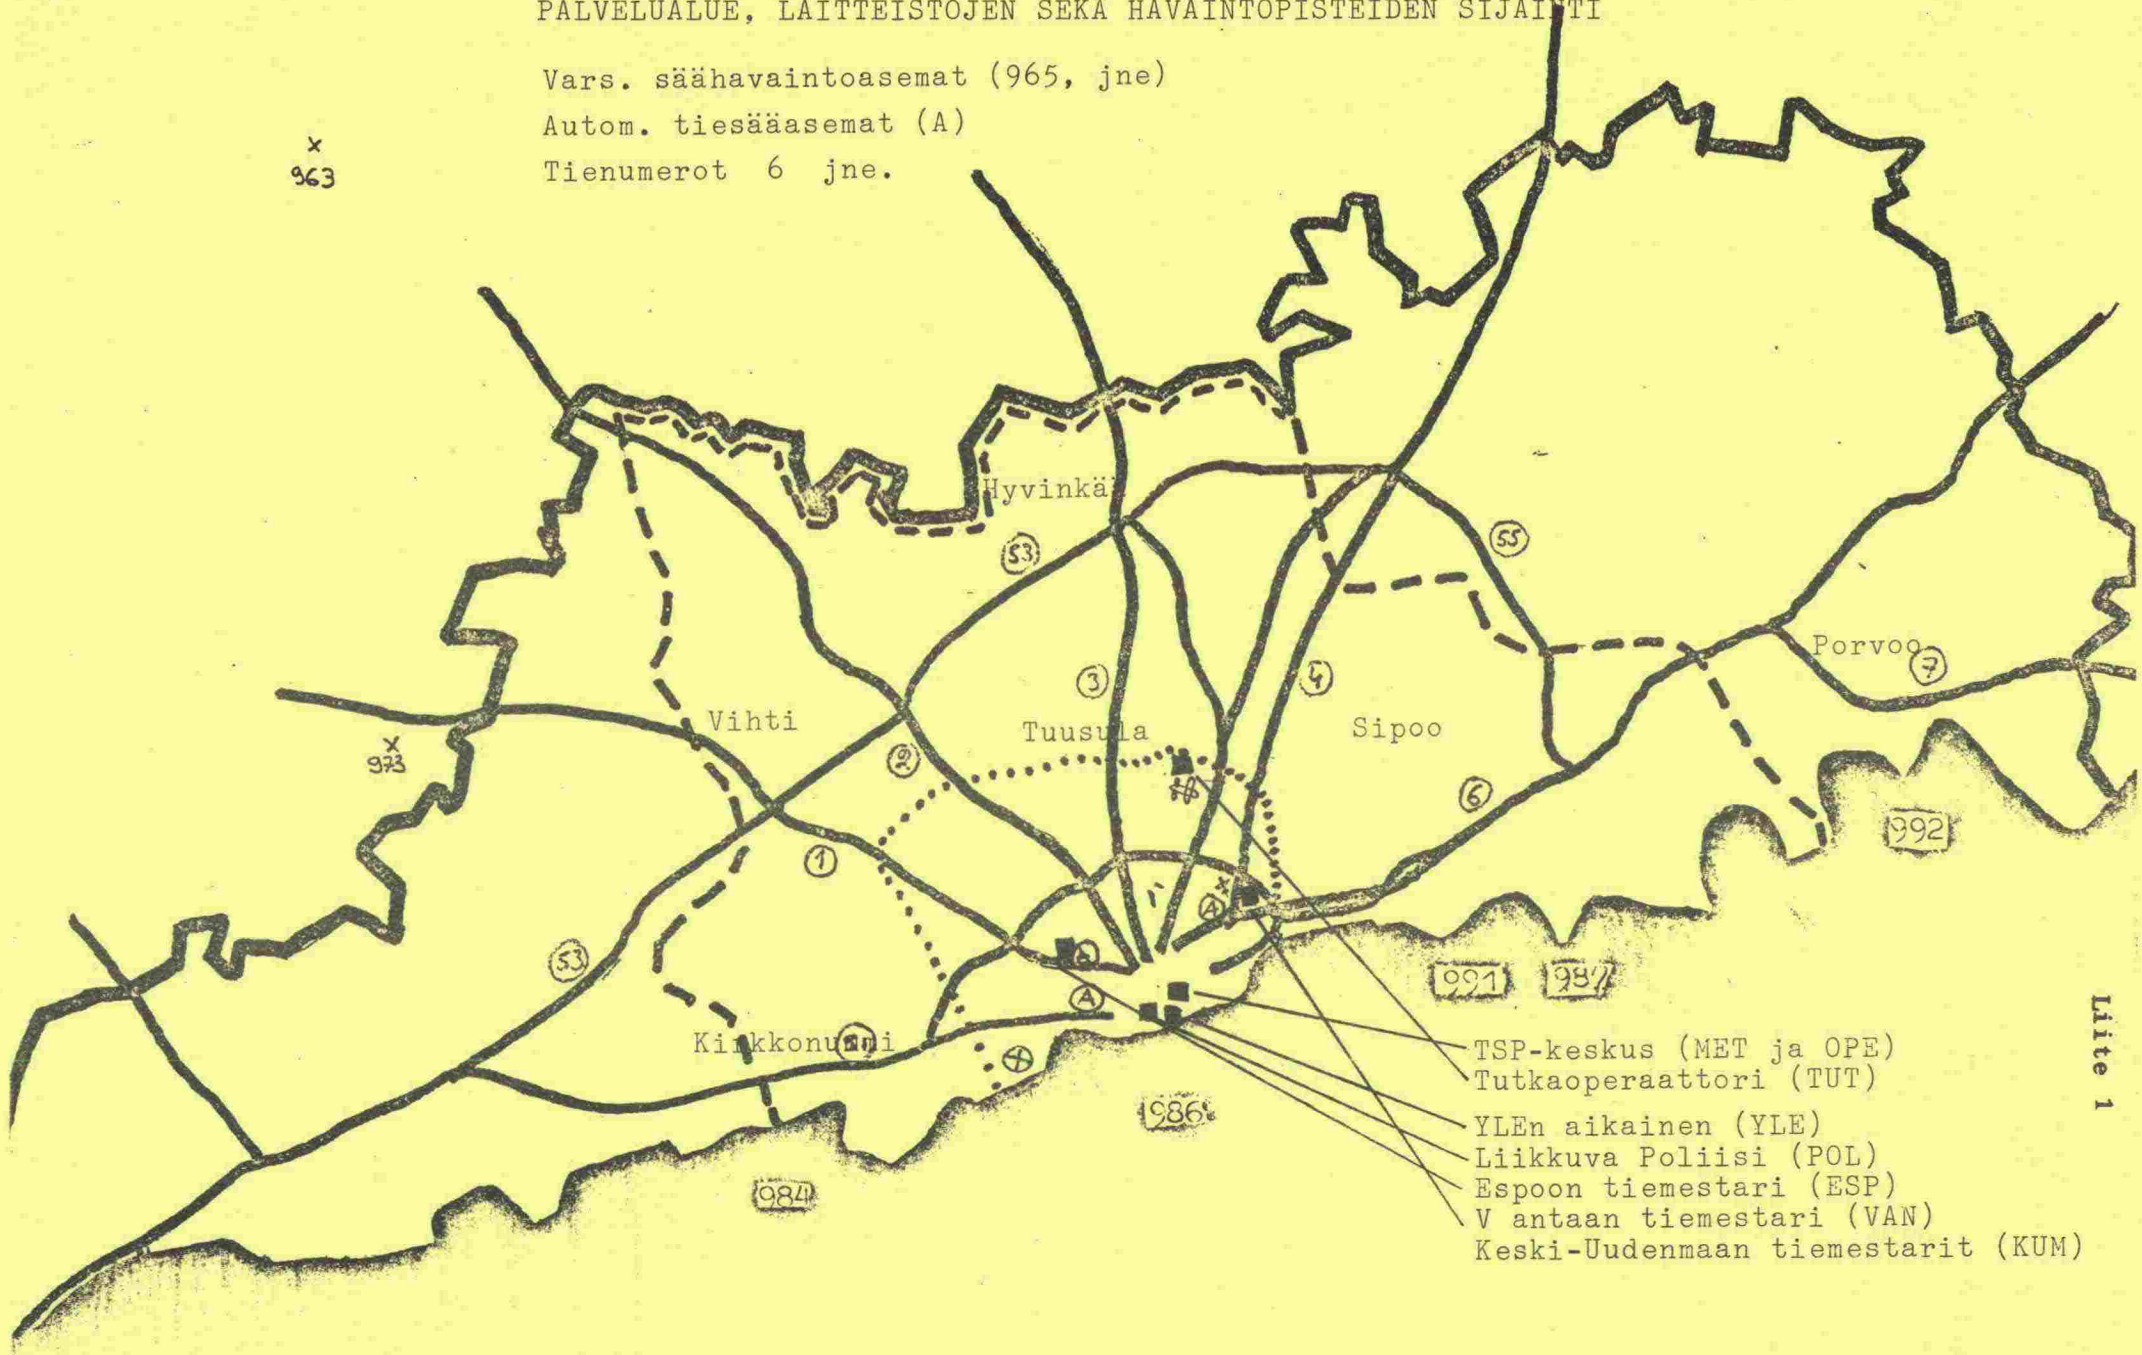 PALVELUALUE, LAITTEISTOJEN SEKÄ HAVAINTOPISTEIDEN SIJAINTI
Vars. säähavaintoasemat (965, jne)
Autom. tiesääasemat (A)
Tienumerot 6 jne.
x
963
Hyvinkää
53
55
Porvoo
7
3
4
Vihti
Tuusula
Sipoo
x
973
2
6
1
992
x
A
53
991
987
A
Kirkkonummi
986
984
TSP-keskus (MET ja OPE)
Tutkaoperaattori (TUT)
YLEn aikainen (YLE)
Liikkuva Poliisi (POL)
Espoon tiemestari (ESP)
V antaan tiemestari (VAN)
Keski-Uudenmaan tiemestarit (KUM)
Liite 1